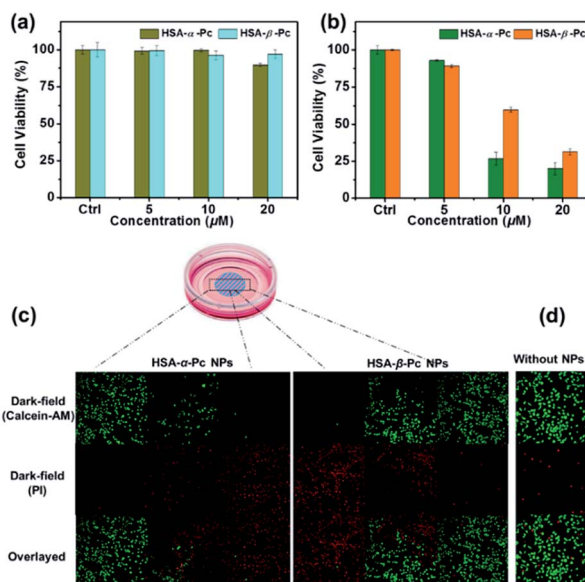 (a)
HSA-α-Pc HSA-β-Pc
100
75
50
25
0
Cell Viability (%)
Ctrl 5 10 20
Concentration (µM)
(b)
HSA-α-Pc HSA-β-Pc
100
75
50
25
0
Cell Viability (%)
Ctrl 5 10 20
Concentration (µM)
(c)
HSA-α-Pc NPs
HSA-β-Pc NPs
(d)
Without NPs
Dark-field
(Calcein-AM)
Dark-field
(PI)
Overlayed